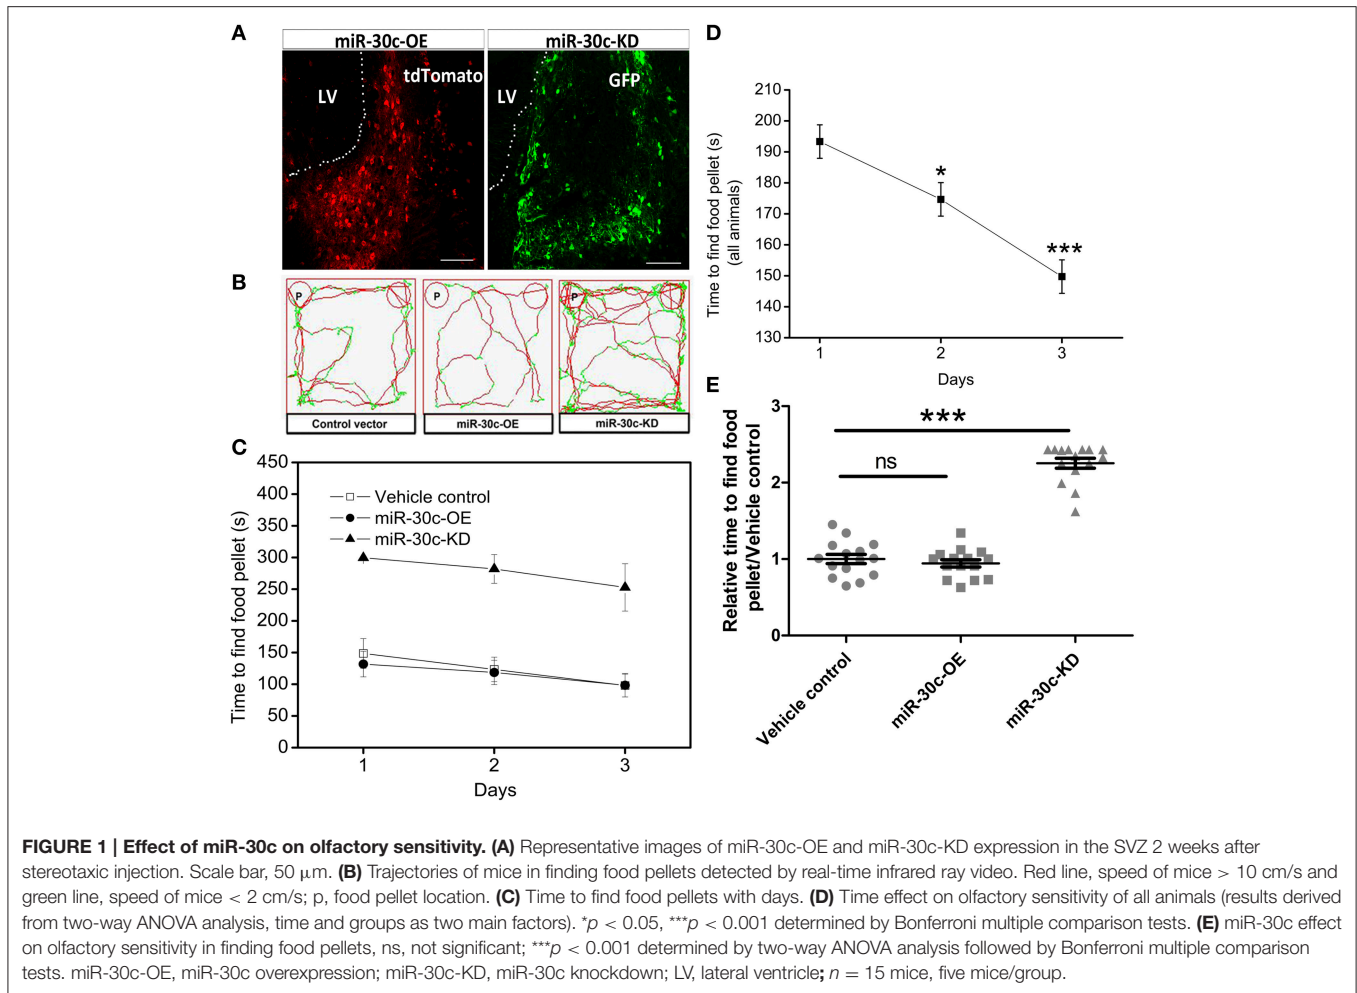 A
miR-30c-OE
miR-30c-KD
LV
tdTomato
LV
GFP
B
P
P
P
Control vector
miR-30c-OE
miR-30c-KD
C
450
400
350
300
250
200
150
100
50
0
Time to find food pellet (s)
Vehicle control
miR-30c-OE
miR-30c-KD
1
2
3
Days
D
210
200
190
180
170
160
150
140
130
Time to find food pellet (s)
(all animals)
*
***
1
2
3
Days
E
3
2
1
0
Relative time to find food
pellet/Vehicle control
***
ns
Vehicle control
miR-30c-OE
miR-30c-KD
FIGURE 1 | Effect of miR-30c on olfactory sensitivity. (A) Representative images of miR-30c-OE and miR-30c-KD expression in the SVZ 2 weeks after
stereotaxic injection. Scale bar, 50 μm. (B) Trajectories of mice in finding food pellets detected by real-time infrared ray video. Red line, speed of mice > 10 cm/s and
green line, speed of mice < 2 cm/s; p, food pellet location. (C) Time to find food pellets with days. (D) Time effect on olfactory sensitivity of all animals (results derived
from two-way ANOVA analysis, time and groups as two main factors). *p < 0.05, ***p < 0.001 determined by Bonferroni multiple comparison tests. (E) miR-30c effect
on olfactory sensitivity in finding food pellets, ns, not significant; ***p < 0.001 determined by two-way ANOVA analysis followed by Bonferroni multiple comparison
tests. miR-30c-OE, miR-30c overexpression; miR-30c-KD, miR-30c knockdown; LV, lateral ventricle; n = 15 mice, five mice/group.